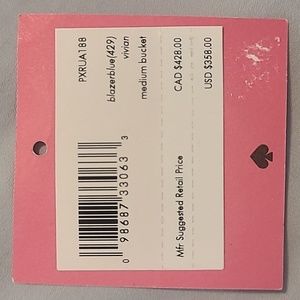 PXRUA188
blazerblue(429)
vivian
medium bucket
0 98687 33063 3
CAD $428.00
USD $358.00
Mfr Suggested Retail Price